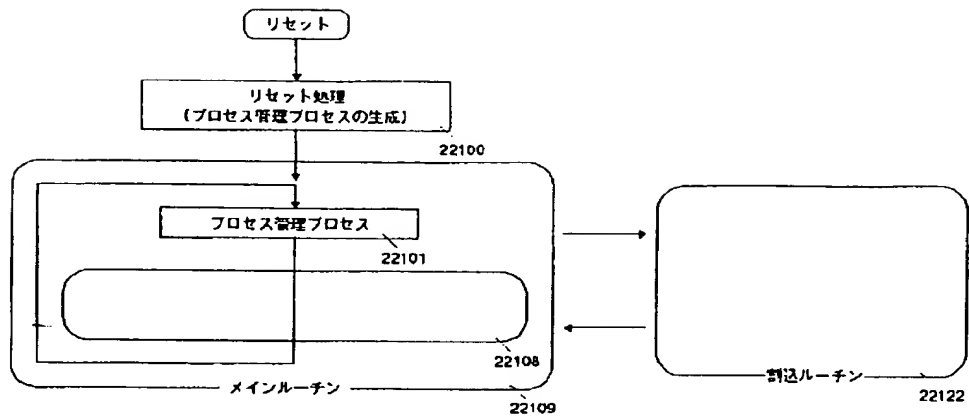 リセット
リセット処理
(プロセス管理プロセスの生成)
22100
プロセス管理プロセス
22101
22108
メインルーチン
22109
割込ルーチン
22122